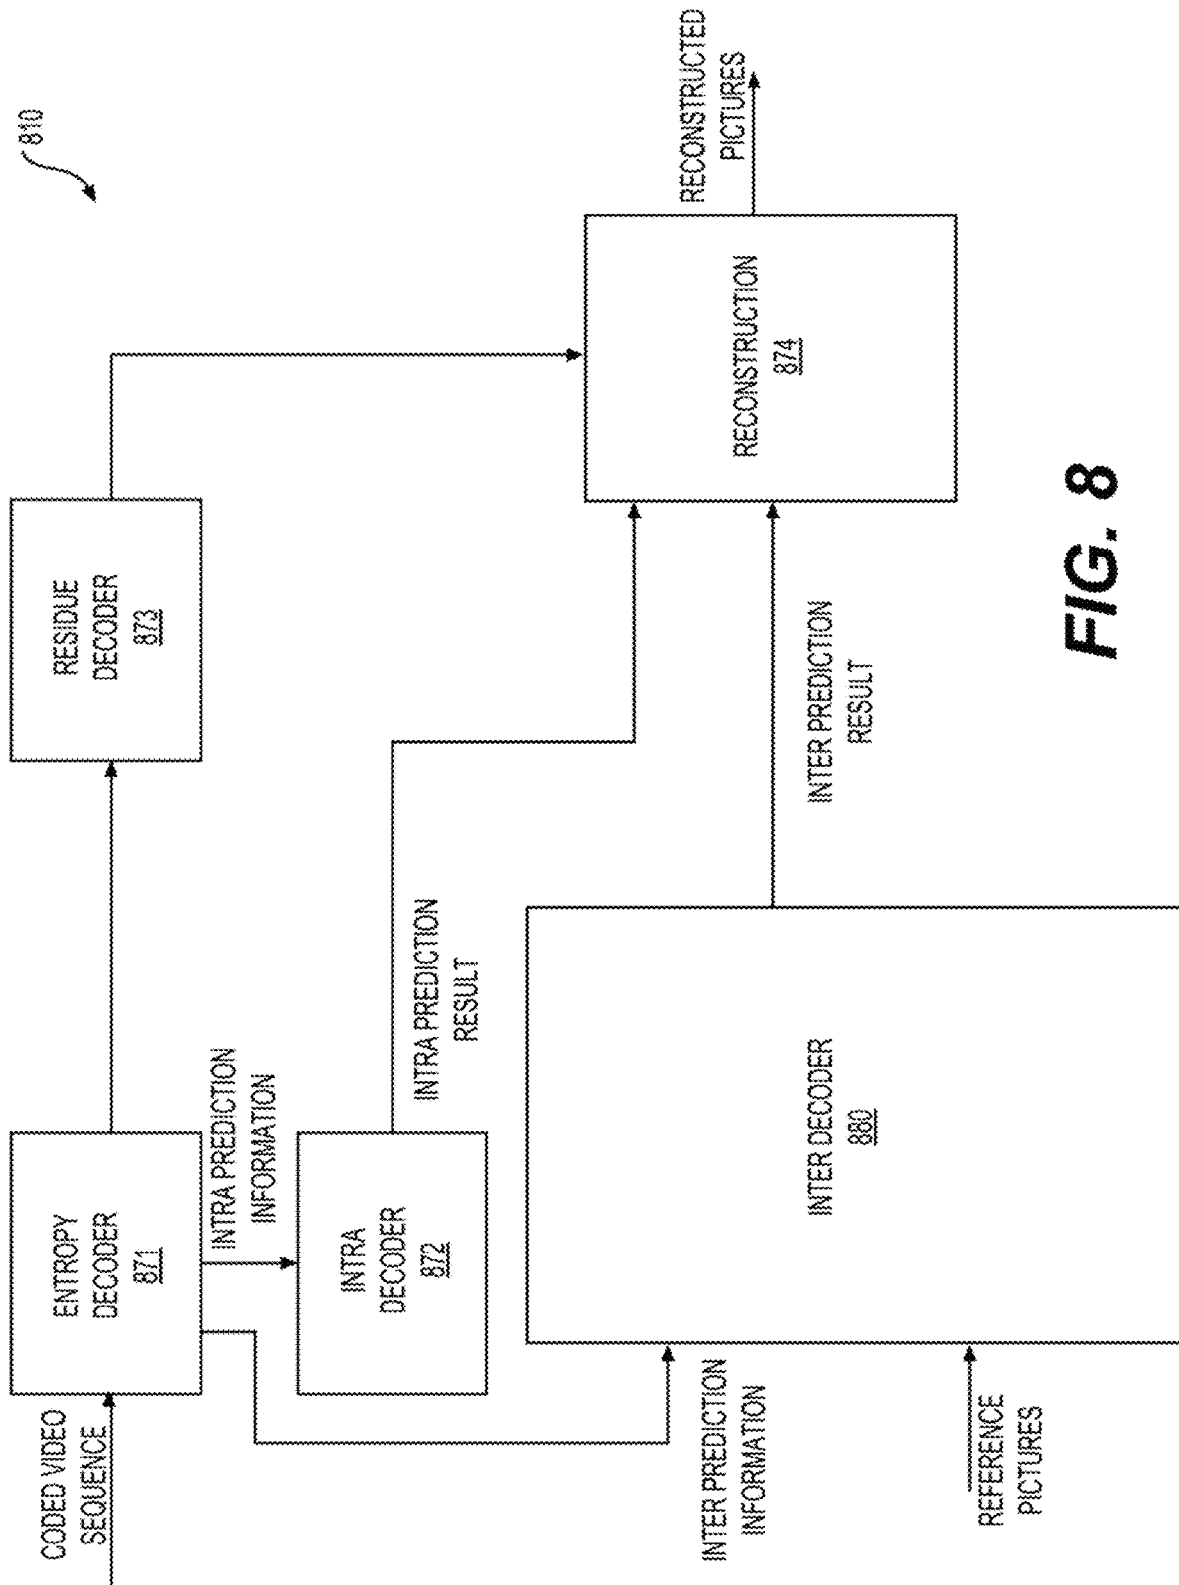 810
CODED VIDEO
SEQUENCE
ENTROPY
DECODER
871
RESIDUE
DECODER
873
INTRA PREDICTION
INFORMATION
INTRA
DECODER
872
INTRA PREDICTION
RESULT
RECONSTRUCTION
874
RECONSTRUCTED
PICTURES
INTER PREDICTION
INFORMATION
REFERENCE
PICTURES
INTER DECODER
880
INTER PREDICTION
RESULT
FIG. 8